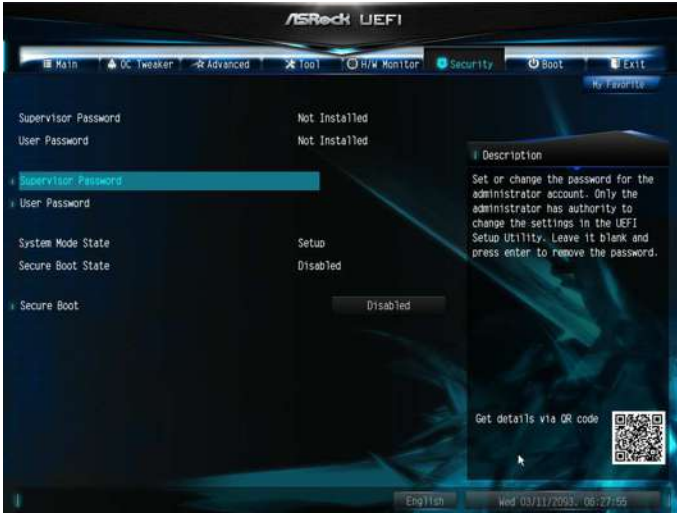 ASRock UEFI
Main OC Tweaker Advanced Tool H/W Monitor Security Boot Exit
My Favorite
Supervisor Password Not Installed
User Password Not Installed
Supervisor Password
User Password
System Mode State Setup
Secure Boot State Disabled
Secure Boot Disabled
Description
Set or change the password for the
administrator account. Only the
administrator has authority to
change the settings in the UEFI
Setup Utility. Leave it blank and
press enter to remove the password.
Get details via QR code
English Wed 03/11/2093. 06:27:55